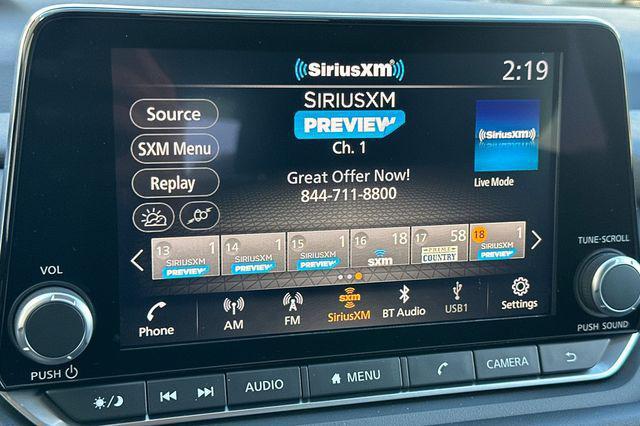 SiriusXM
2:19
Source
SXM Menu
Replay
SIRIUSXM
PREVIEW
Ch. 1
Great Offer Now!
844-711-8800
SiriusXM
Live Mode
13 1
SIRIUSXM
PREVIEW
14 1
SIRIUSXM
PREVIEW
15 1
SIRIUSXM
PREVIEW
16 18
sxm
17 58
PRIME
COUNTRY
18 1
SIRIUSXM
PREVIEW
Phone
AM
FM
sxm
SiriusXM
BT Audio
USB1
Settings
VOL
PUSH
TUNE·SCROLL
PUSH SOUND
AUDIO
MENU
CAMERA